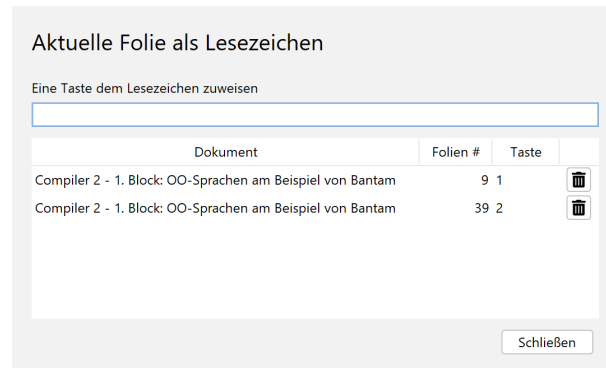 Aktuelle Folie als Lesezeichen
Eine Taste dem Lesezeichen zuweisen
Dokument Folien # Taste
Compiler 2 - 1. Block: OO-Sprachen am Beispiel von Bantam 9 1
Compiler 2 - 1. Block: OO-Sprachen am Beispiel von Bantam 39 2
Schließen